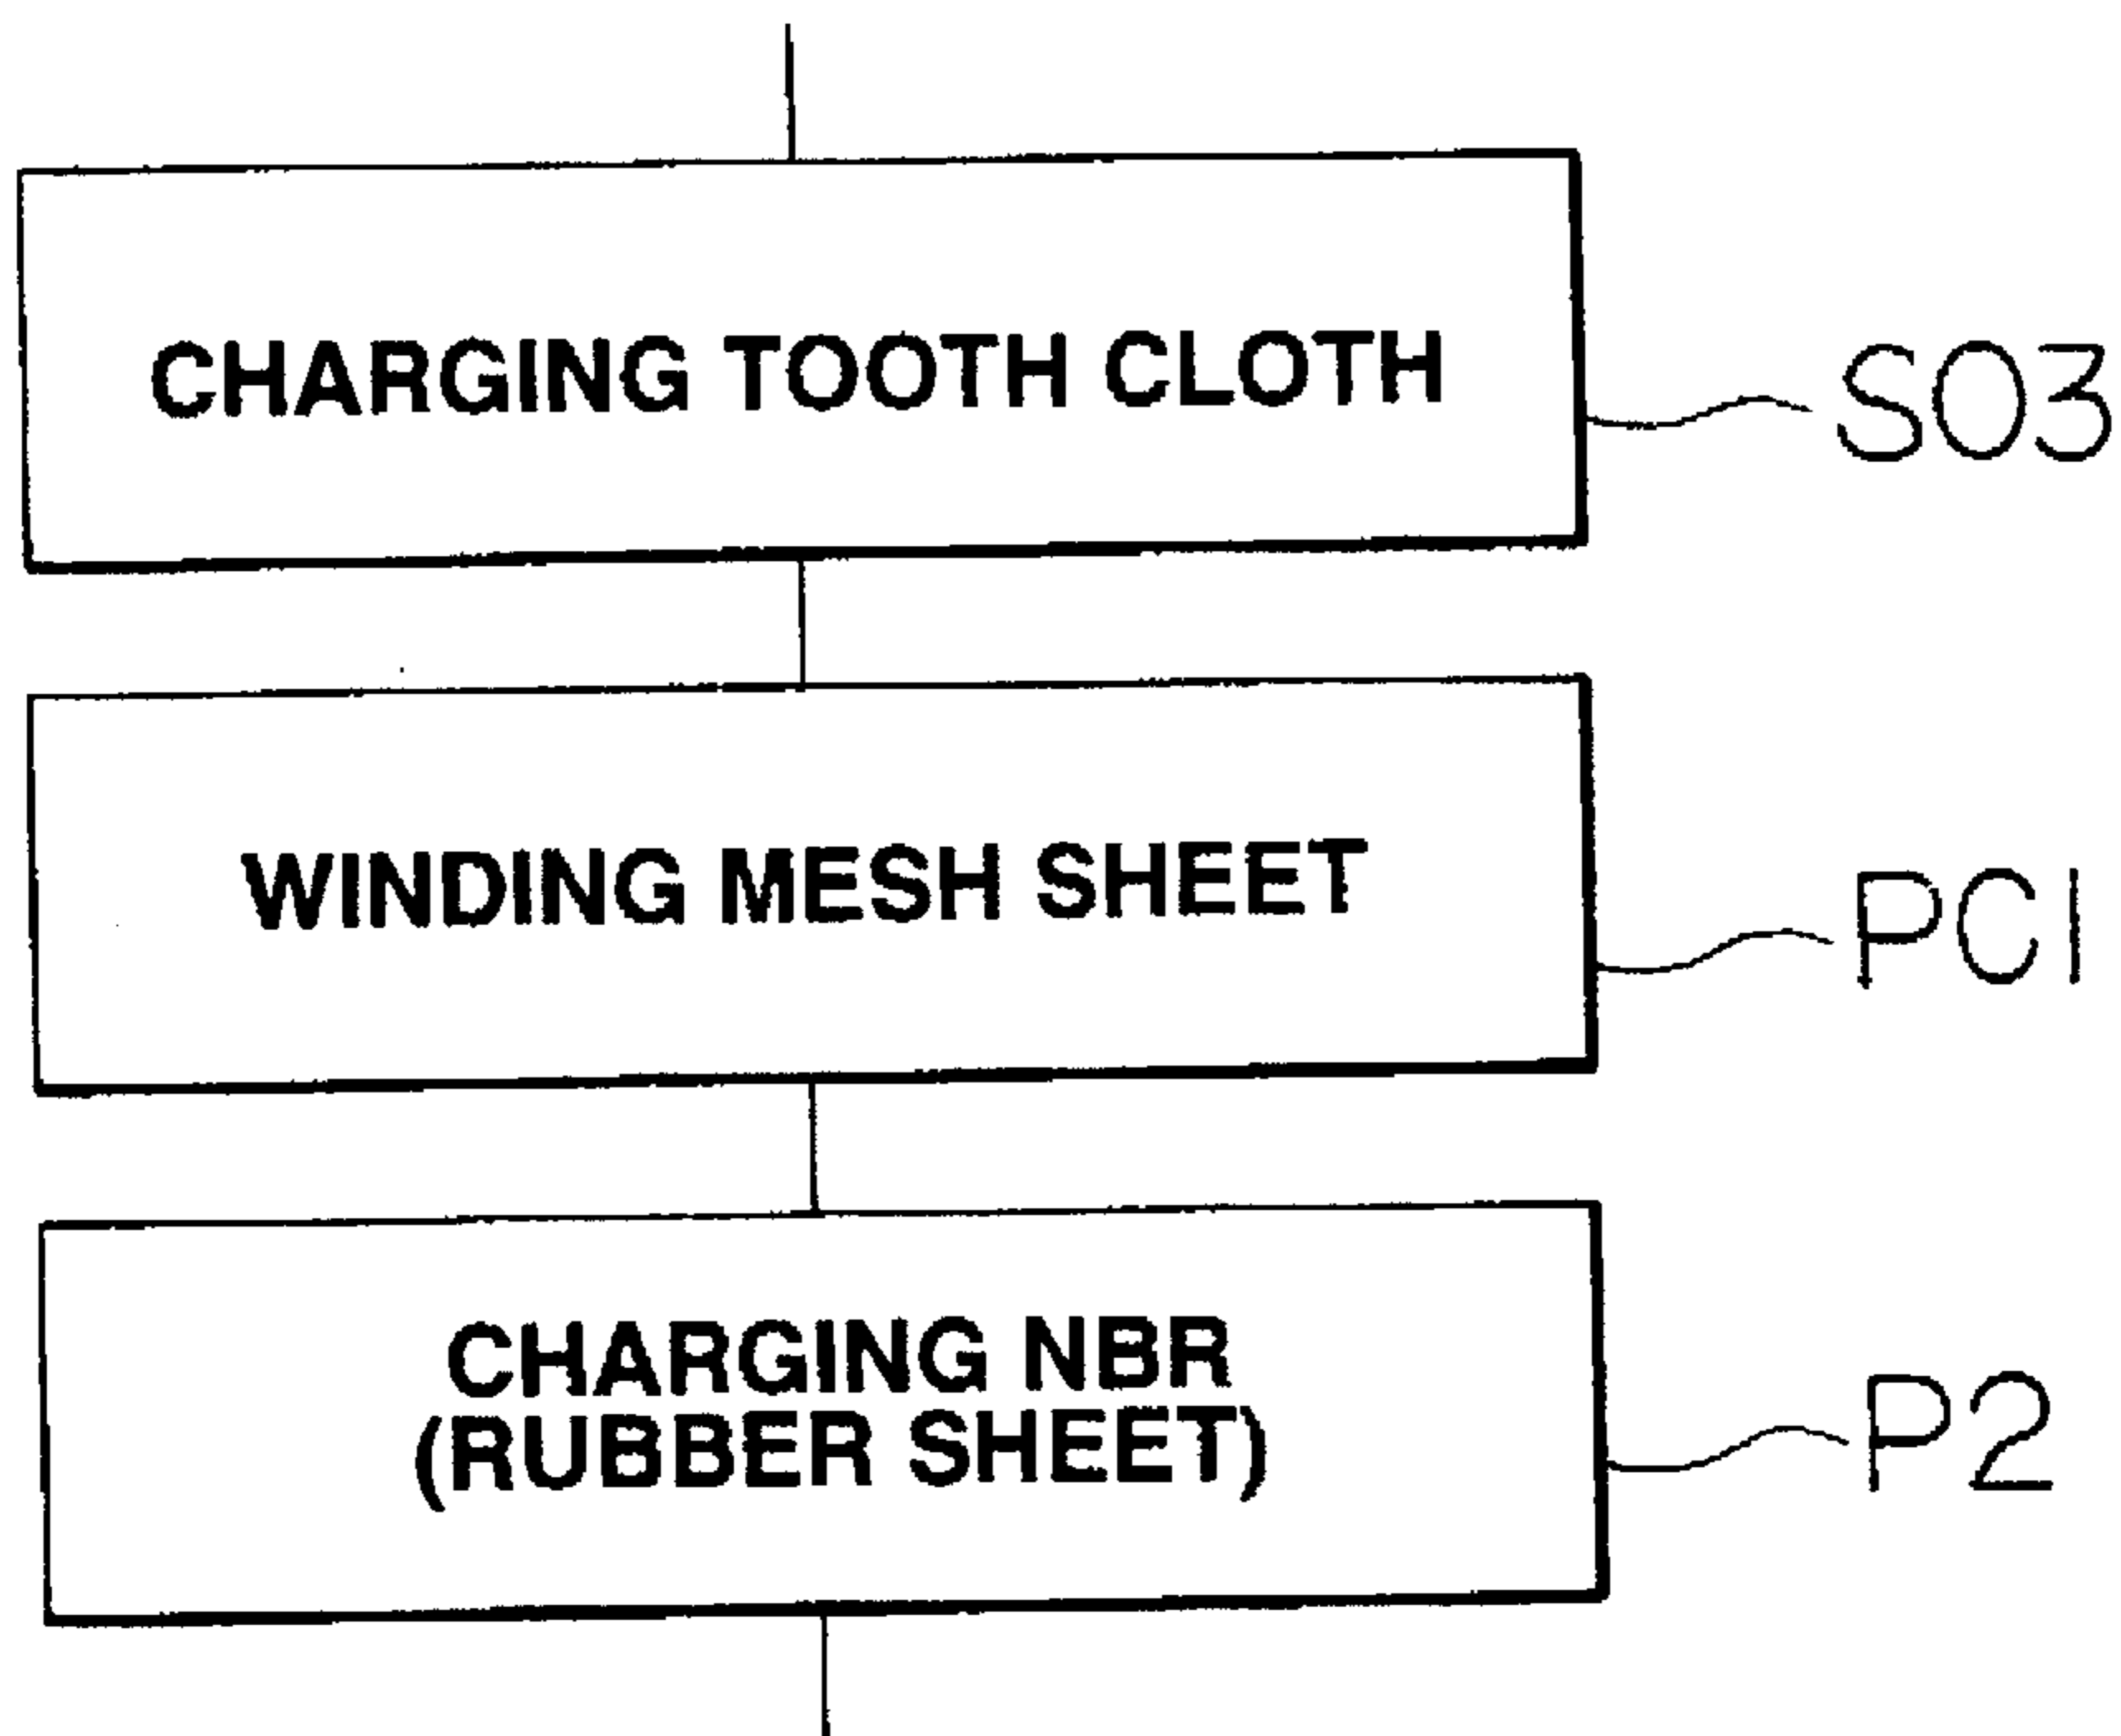 CHARGING TOOTH CLOTH
S03
WINDING MESH SHEET
PC1
CHARGING NBR
(RUBBER SHEET)
P2